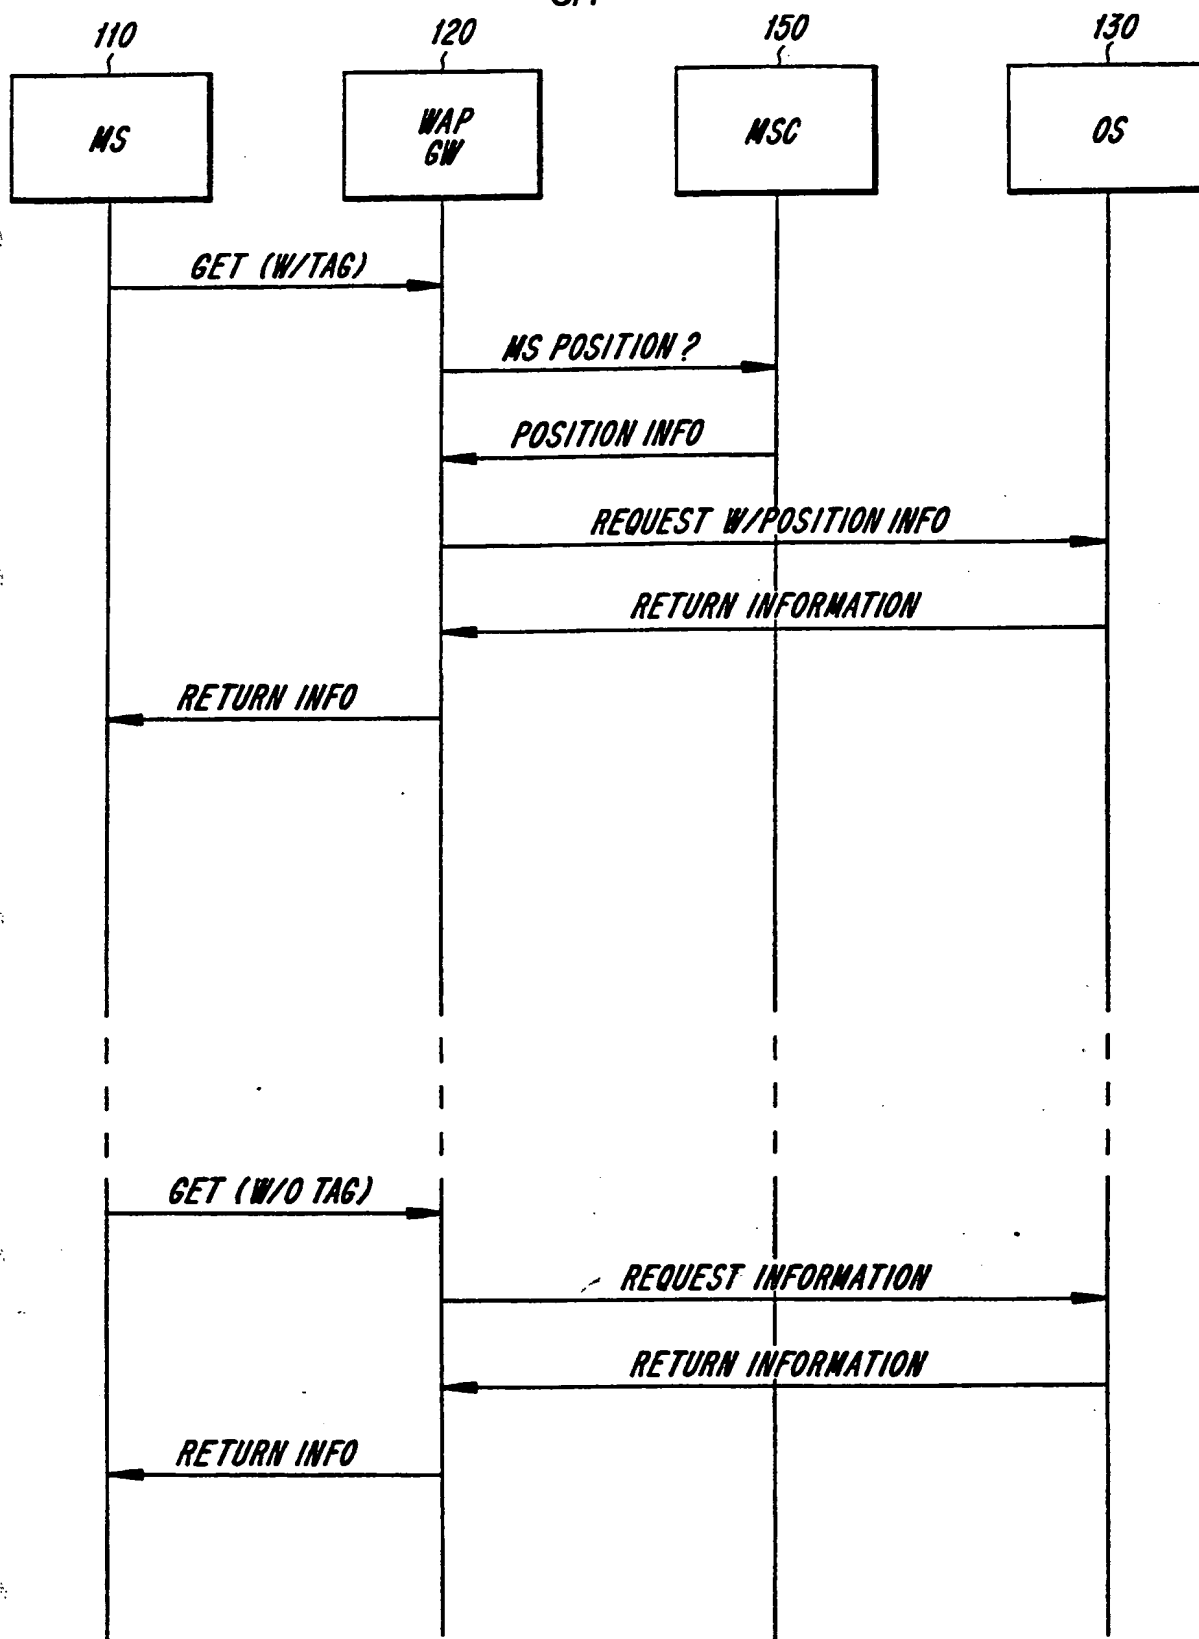 110 120 150 130
MS
WAP
GW
MSC
OS
GET (W/TAG)
MS POSITION?
POSITION INFO
REQUEST W/POSITION INFO
RETURN INFORMATION
RETURN INFO
GET (W/O TAG)
REQUEST INFORMATION
RETURN INFORMATION
RETURN INFO